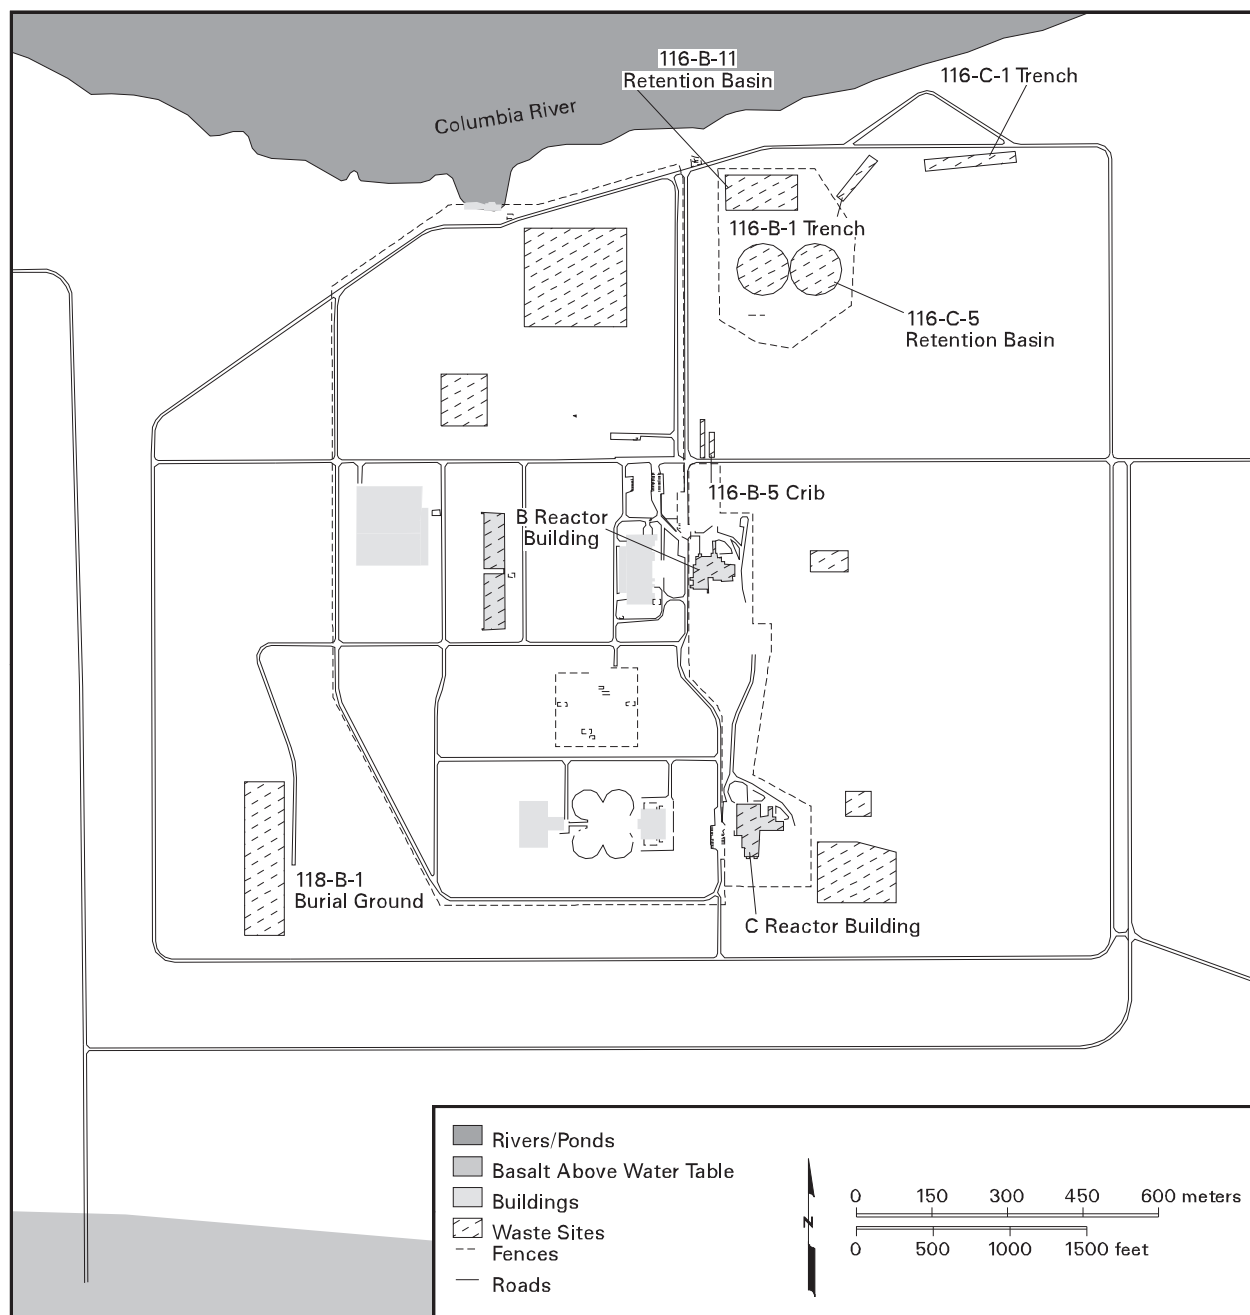 116-B-11
Retention Basin
116-C-1 Trench
Columbia River
116-B-1 Trench
116-C-5
Retention Basin
116-B-5 Crib
B Reactor
Building
118-B-1
Burial Ground
C Reactor Building
Rivers/Ponds
Basalt Above Water Table
Buildings
Waste Sites
Fences
Roads
N
0 150 300 450 600 meters
0 500 1000 1500 feet